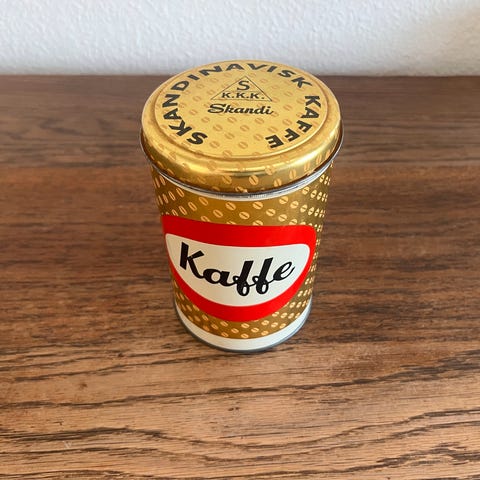 SKANDINAVISK KAFFE
S
K.K.K.
Skandi
Kaffe